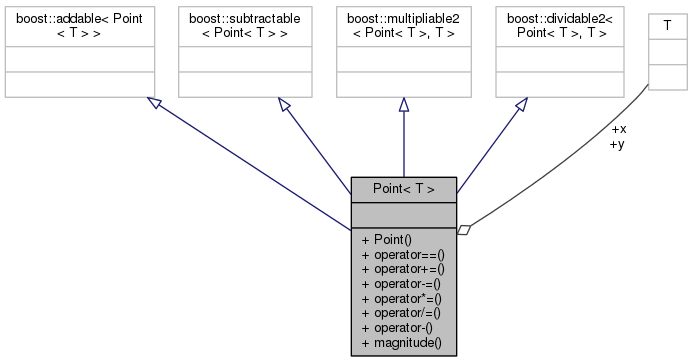 boost::addable< Point
< T > >
boost::subtractable
< Point< T > >
boost::multipliable2
< Point< T >, T >
boost::dividable2<
Point< T >, T >
T
+x
+y
Point< T >
+ Point()
+ operator==()
+ operator+=()
+ operator-=()
+ operator*=()
+ operator/=()
+ operator-()
+ magnitude()